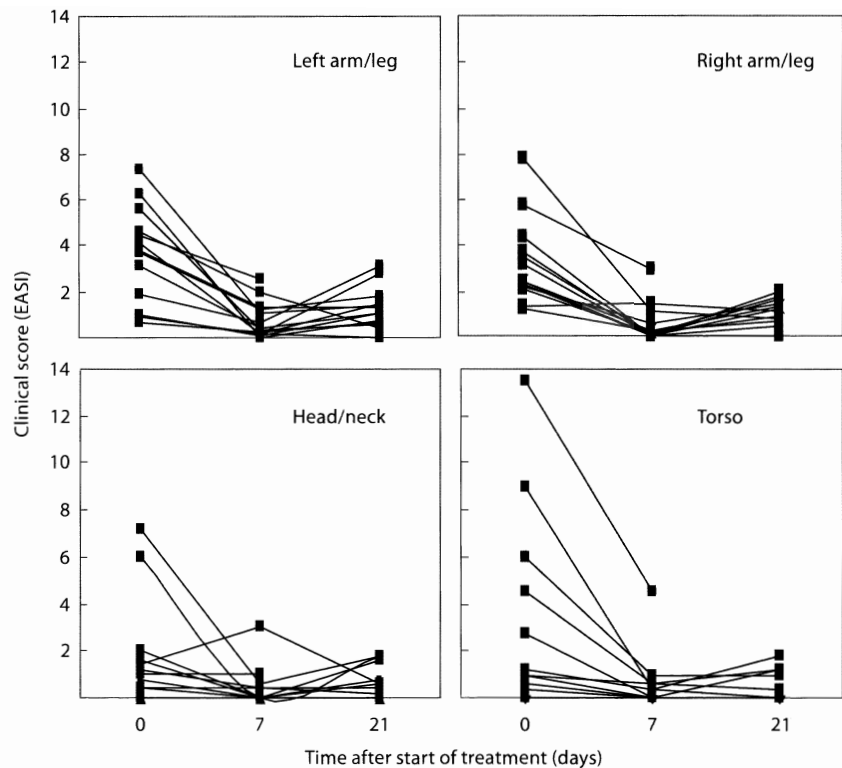 14
12
10
8
6
4
2
Left arm/leg
Right arm/leg
Clinical score (EASI)
14
12
10
8
6
4
2
Head/neck
Torso
0 7 21 0 7 21
Time after start of treatment (days)